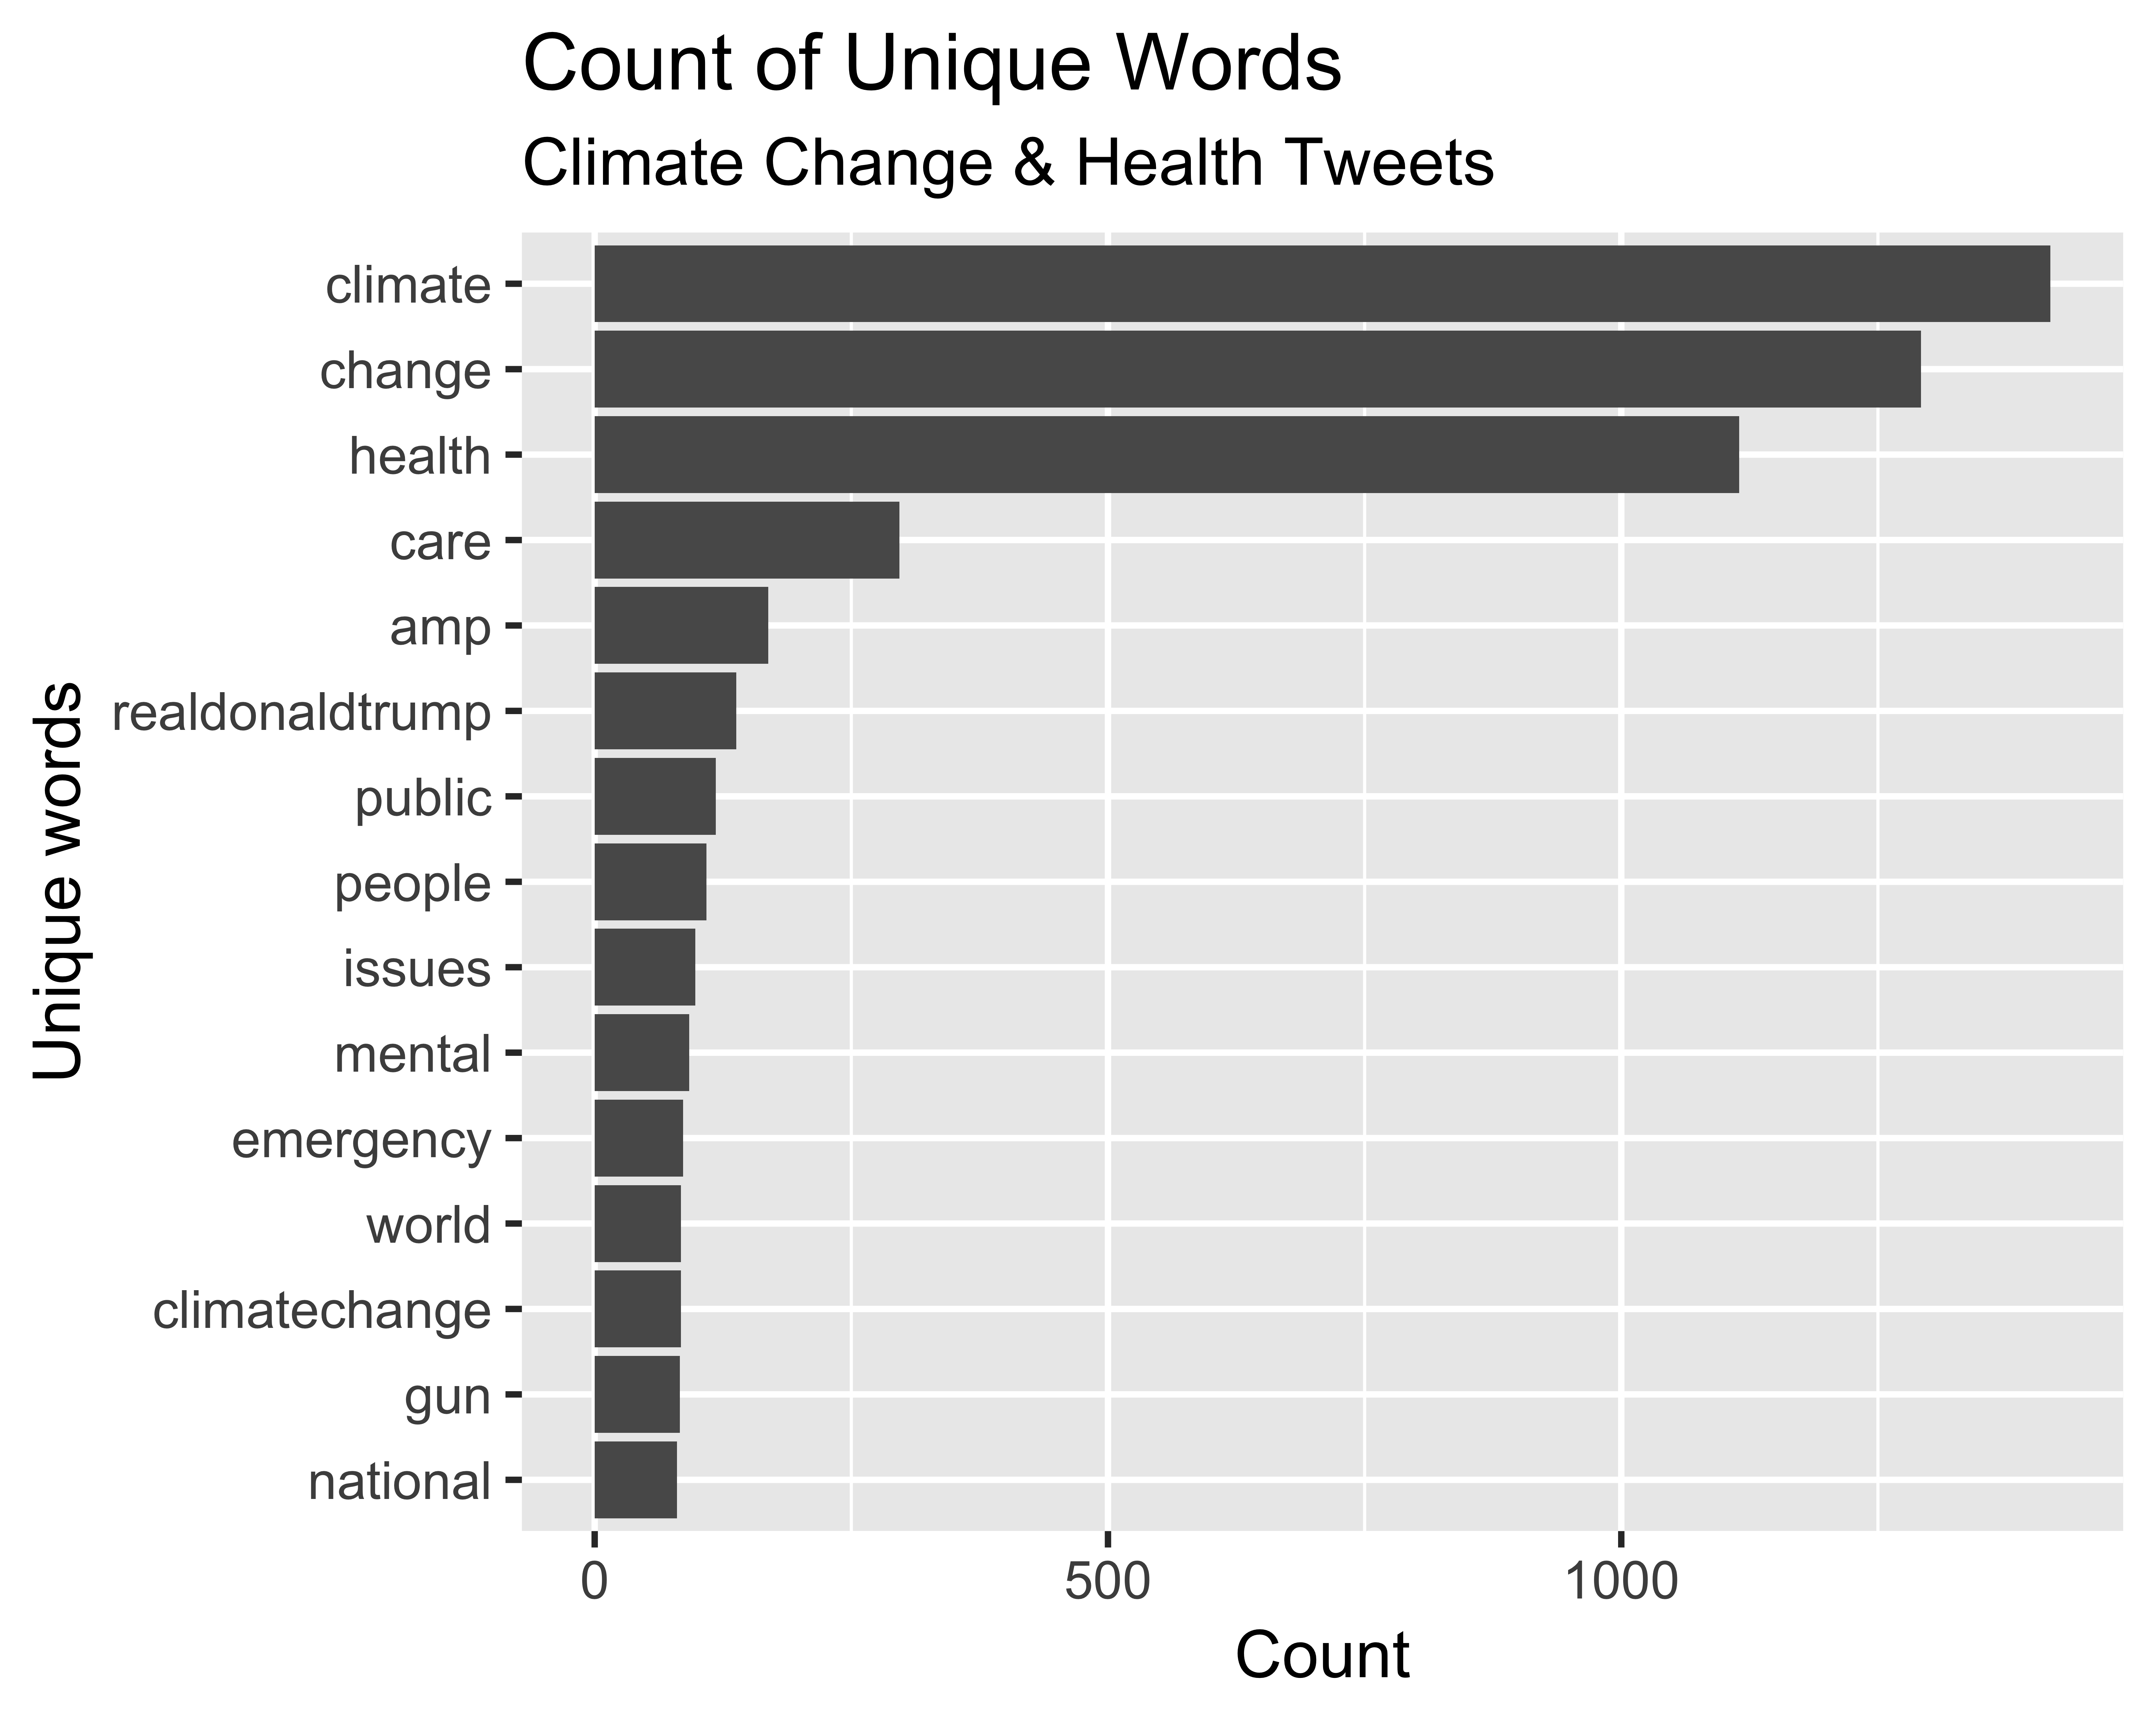 Count of Unique Words
Climate Change & Health Tweets
Unique words
climate
change
health
care
amp
realdonaldtrump
public
people
issues
mental
emergency
world
climatechange
gun
national
0 500 1000
Count